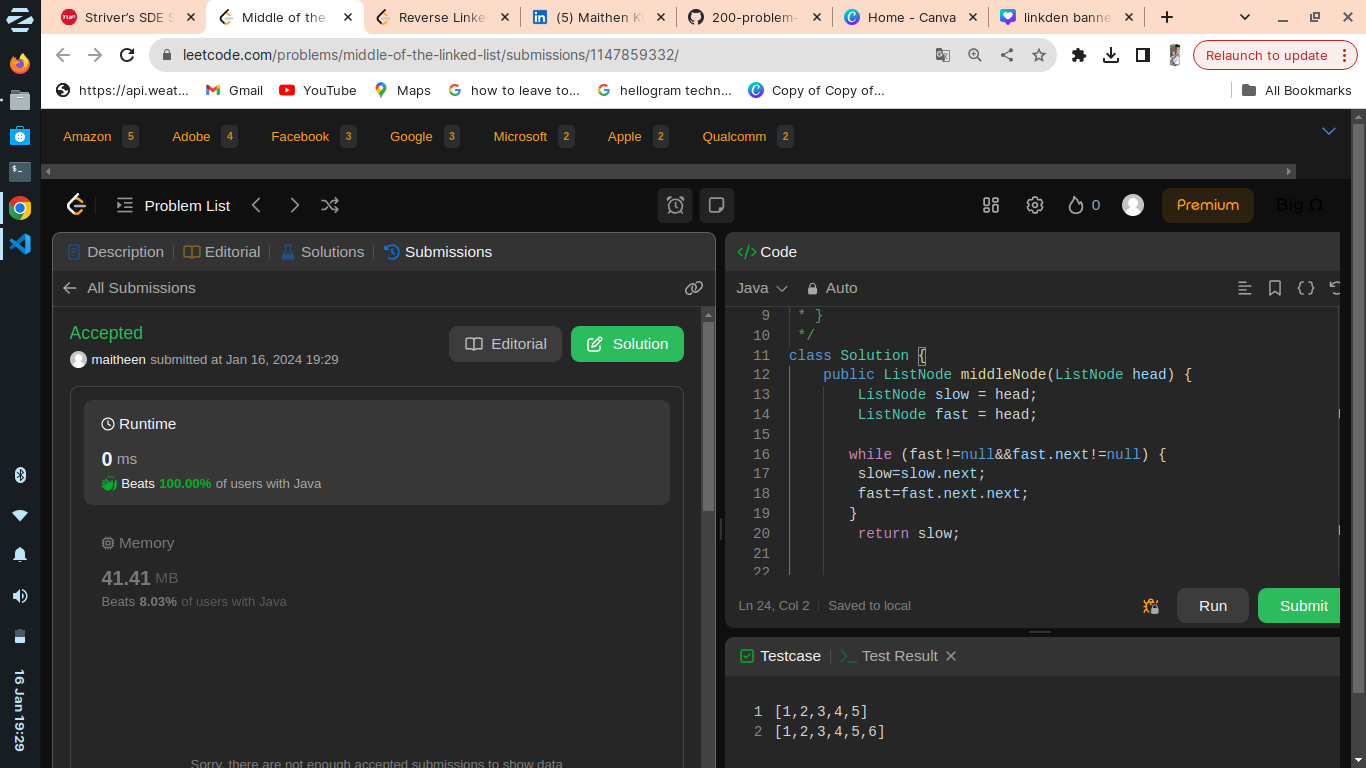 Striver's SDE S
Middle of the
Reverse Linke
(5) Maithen K
200-problem-
Home - Canva
linkden banne
leetcode.com/problems/middle-of-the-linked-list/submissions/1147859332/
Relaunch to update
https://api.weat...
Gmail
YouTube
Maps
how to leave to...
hellogram techn...
Copy of Copy of...
All Bookmarks
Amazon 5
Adobe 4
Facebook 3
Google 3
Microsoft 2
Apple 2
Qualcomm 2
Problem List
0
Premium
Big Ω
Description
Editorial
Solutions
Submissions
All Submissions
Accepted
maitheen submitted at Jan 16, 2024 19:29
Editorial
Solution
Runtime
0 ms
Beats 100.00% of users with Java
Memory
41.41 MB
Beats 8.03% of users with Java
Sorry, there are not enough accepted submissions to show data
</> Code
Java
Auto
9 * }
10 */
11 class Solution {
12 public ListNode middleNode(ListNode head) {
13 ListNode slow = head;
14 ListNode fast = head;
15
16 while (fast!=null&&fast.next!=null) {
17 slow=slow.next;
18 fast=fast.next.next;
19 }
20 return slow;
21
22
Ln 24, Col 2
Saved to local
Run
Submit
Testcase
Test Result
1 [1,2,3,4,5]
2 [1,2,3,4,5,6]
16 Jan 19:29